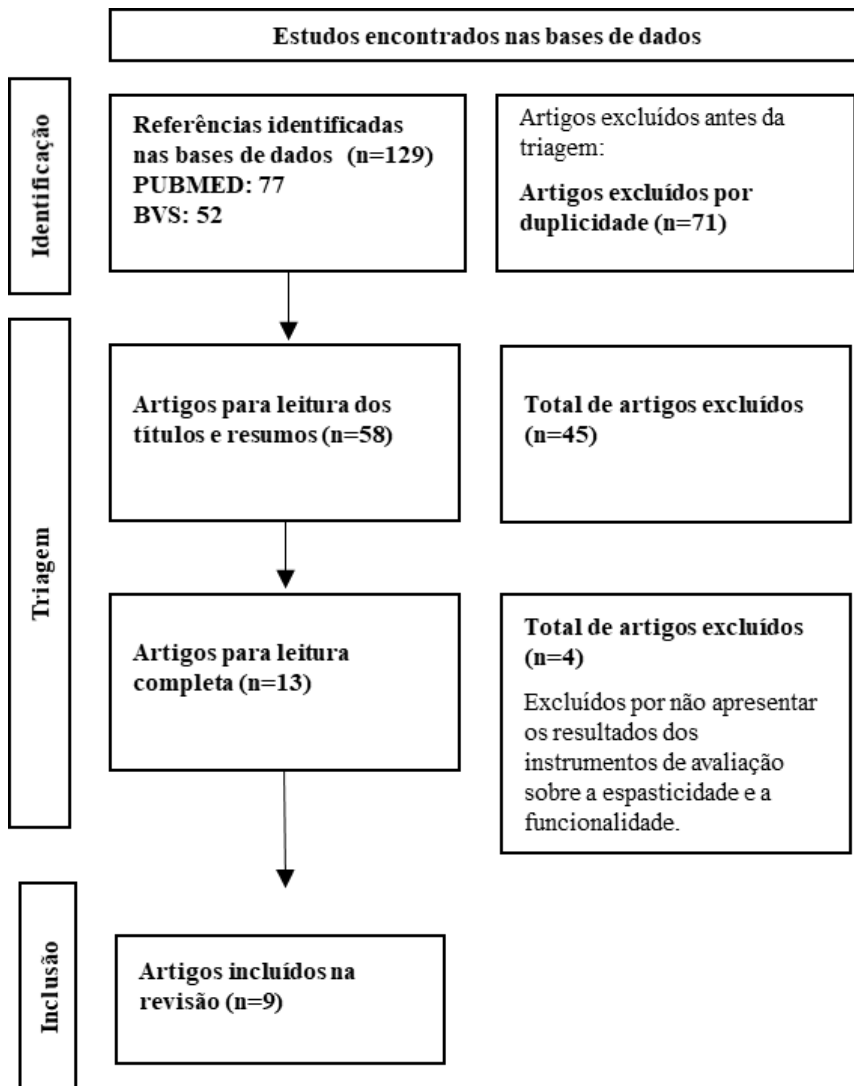 Estudos encontrados nas bases de dados
Identificação
Referências identificadas
nas bases de dados (n=129)
PUBMED: 77
BVS: 52
Artigos excluídos antes da
triagem:
Artigos excluídos por
duplicidade (n=71)
Triagem
Artigos para leitura dos
títulos e resumos (n=58)
Total de artigos excluídos
(n=45)
Artigos para leitura
completa (n=13)
Total de artigos excluídos
(n=4)
Excluídos por não apresentar
os resultados dos
instrumentos de avaliação
sobre a espasticidade e a
funcionalidade.
Inclusão
Artigos incluídos na
revisão (n=9)